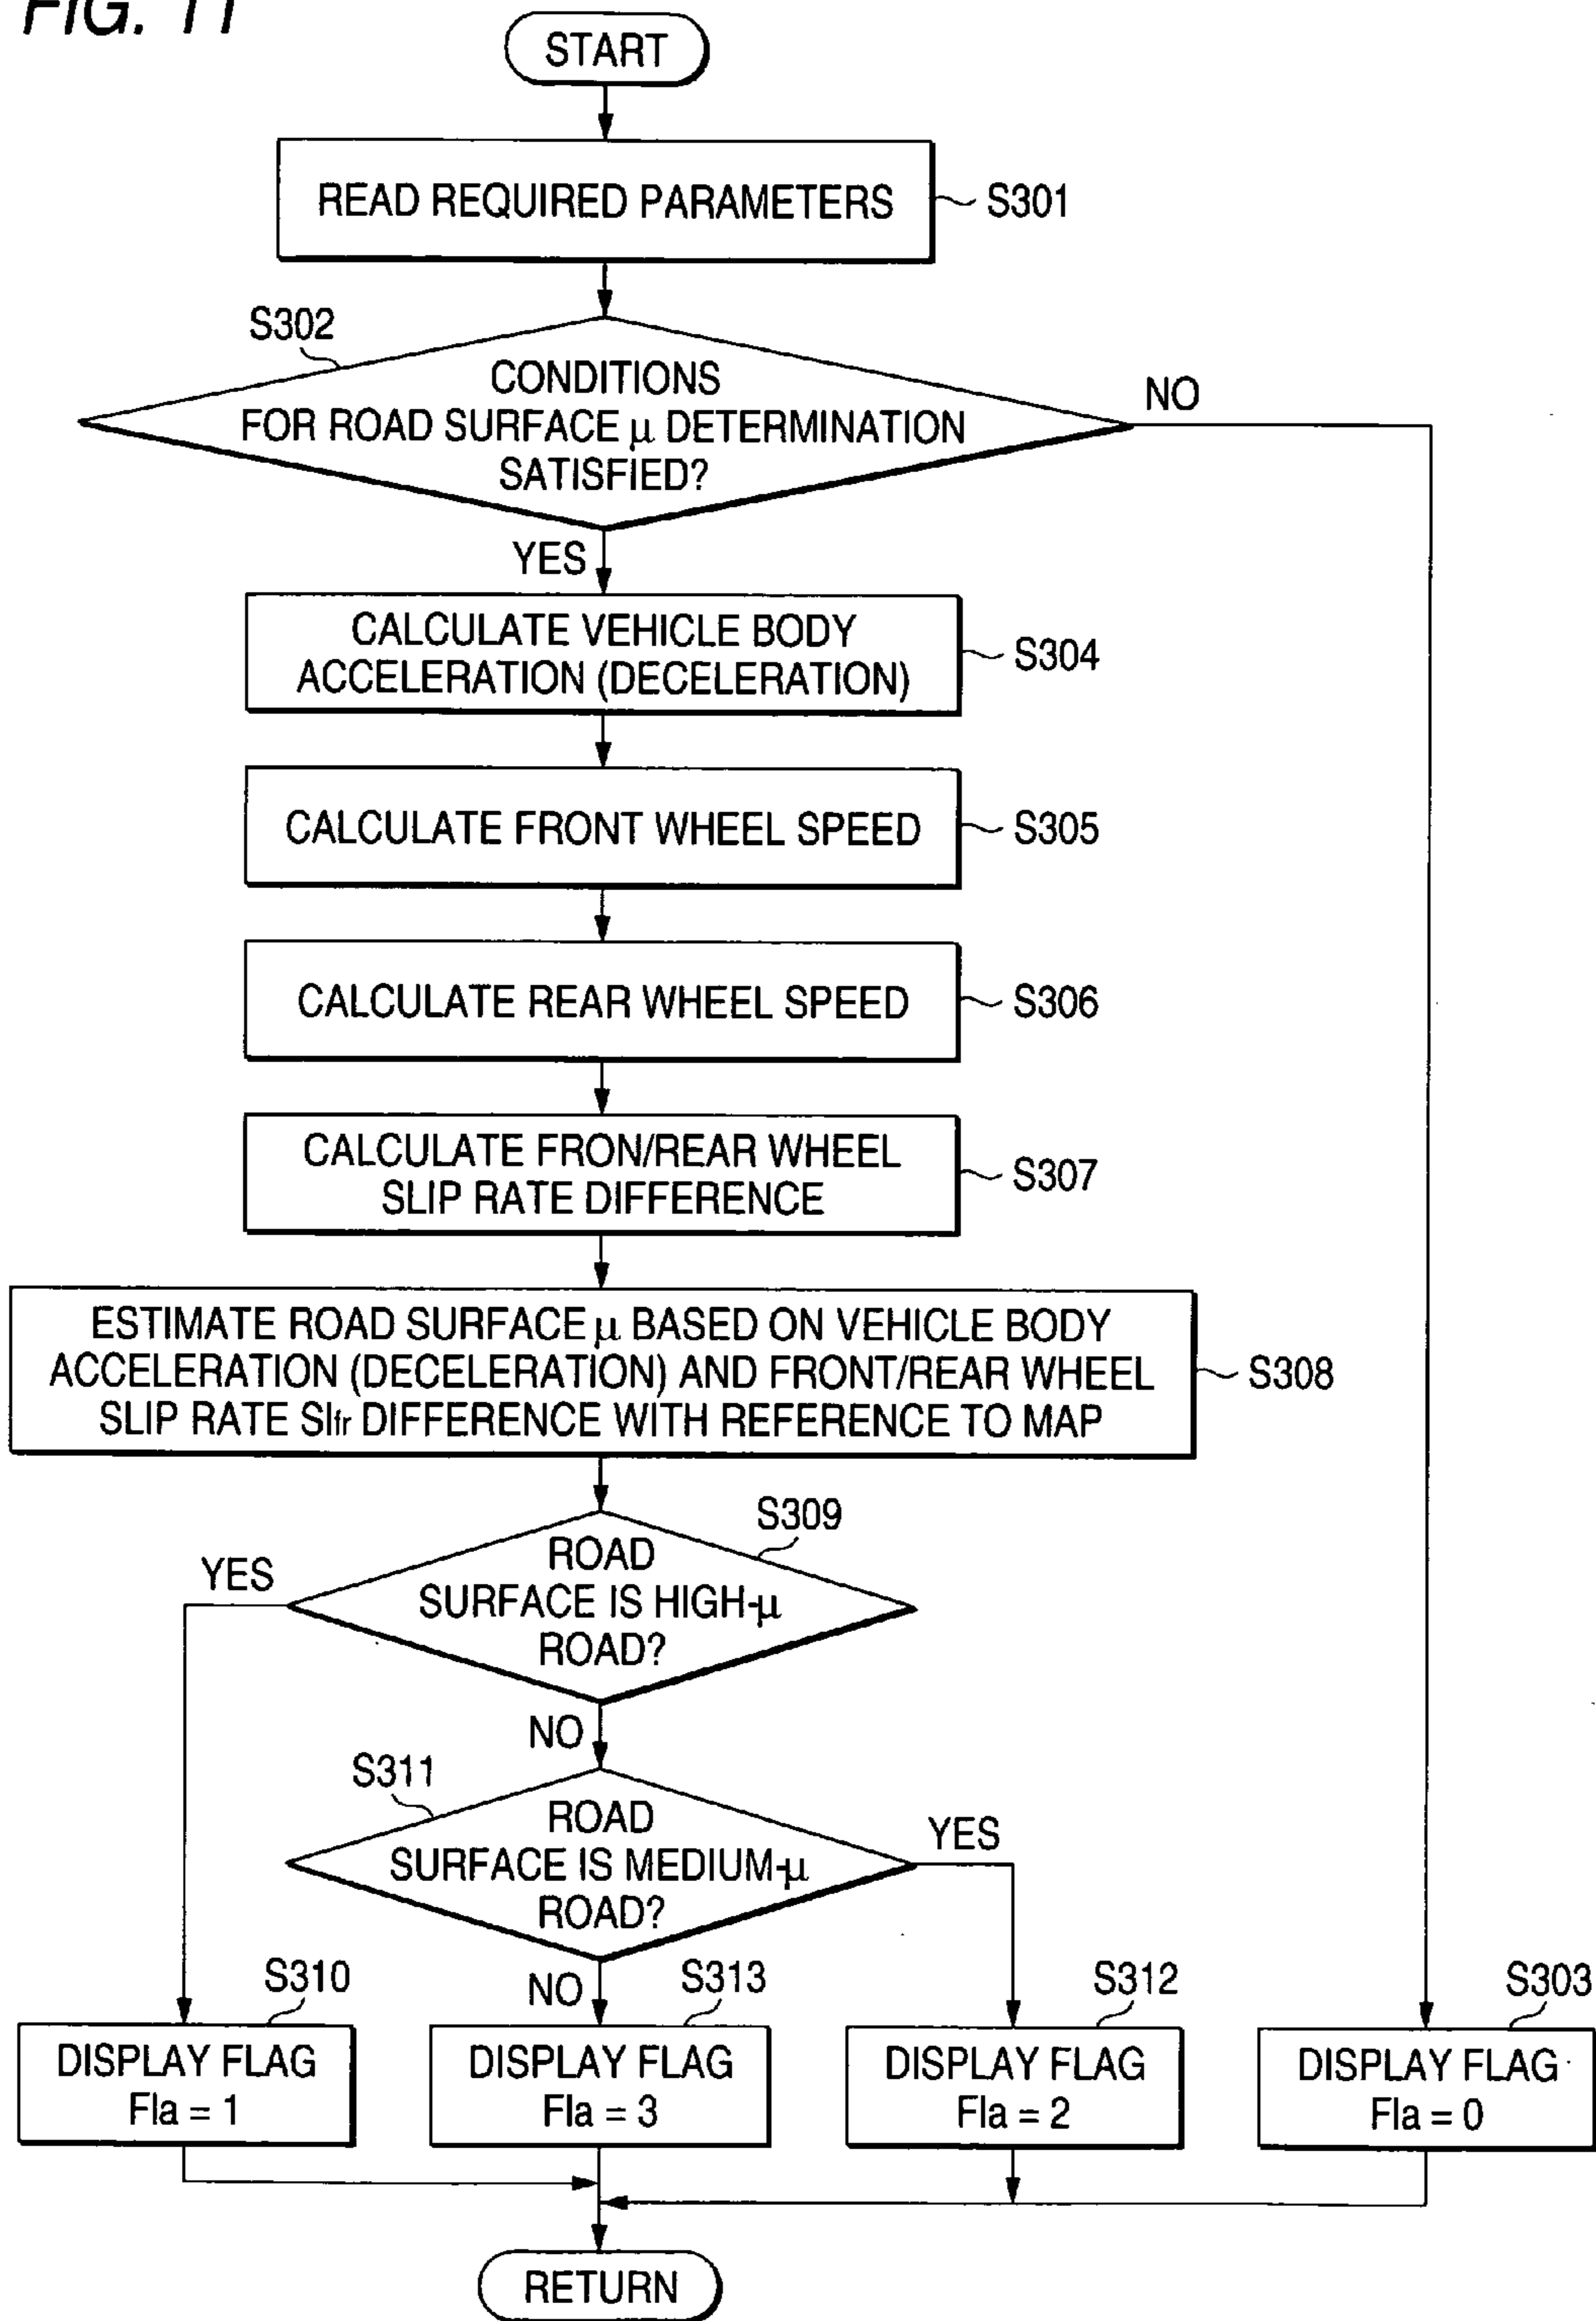 FIG. 11
START
READ REQUIRED PARAMETERS
S301
S302
CONDITIONS
FOR ROAD SURFACE μ DETERMINATION
SATISFIED?
NO
YES
CALCULATE VEHICLE BODY
ACCELERATION (DECELERATION)
S304
CALCULATE FRONT WHEEL SPEED
S305
CALCULATE REAR WHEEL SPEED
S306
CALCULATE FRON/REAR WHEEL
SLIP RATE DIFFERENCE
S307
ESTIMATE ROAD SURFACE μ BASED ON VEHICLE BODY
ACCELERATION (DECELERATION) AND FRONT/REAR WHEEL
SLIP RATE Slfr DIFFERENCE WITH REFERENCE TO MAP
S308
S309
ROAD
SURFACE IS HIGH-μ
ROAD?
YES
NO
S311
ROAD
SURFACE IS MEDIUM-μ
ROAD?
YES
NO
S310
DISPLAY FLAG
Fla = 1
S313
DISPLAY FLAG
Fla = 3
S312
DISPLAY FLAG
Fla = 2
S303
DISPLAY FLAG
Fla = 0
RETURN